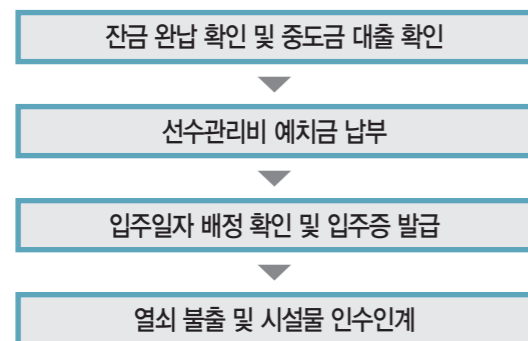 잔금 완납 확인 및 중도금 대출 확인
선수관리비 예치금 납부
입주일자 배정 확인 및 입주증 발급
열쇠 불출 및 시설물 인수인계